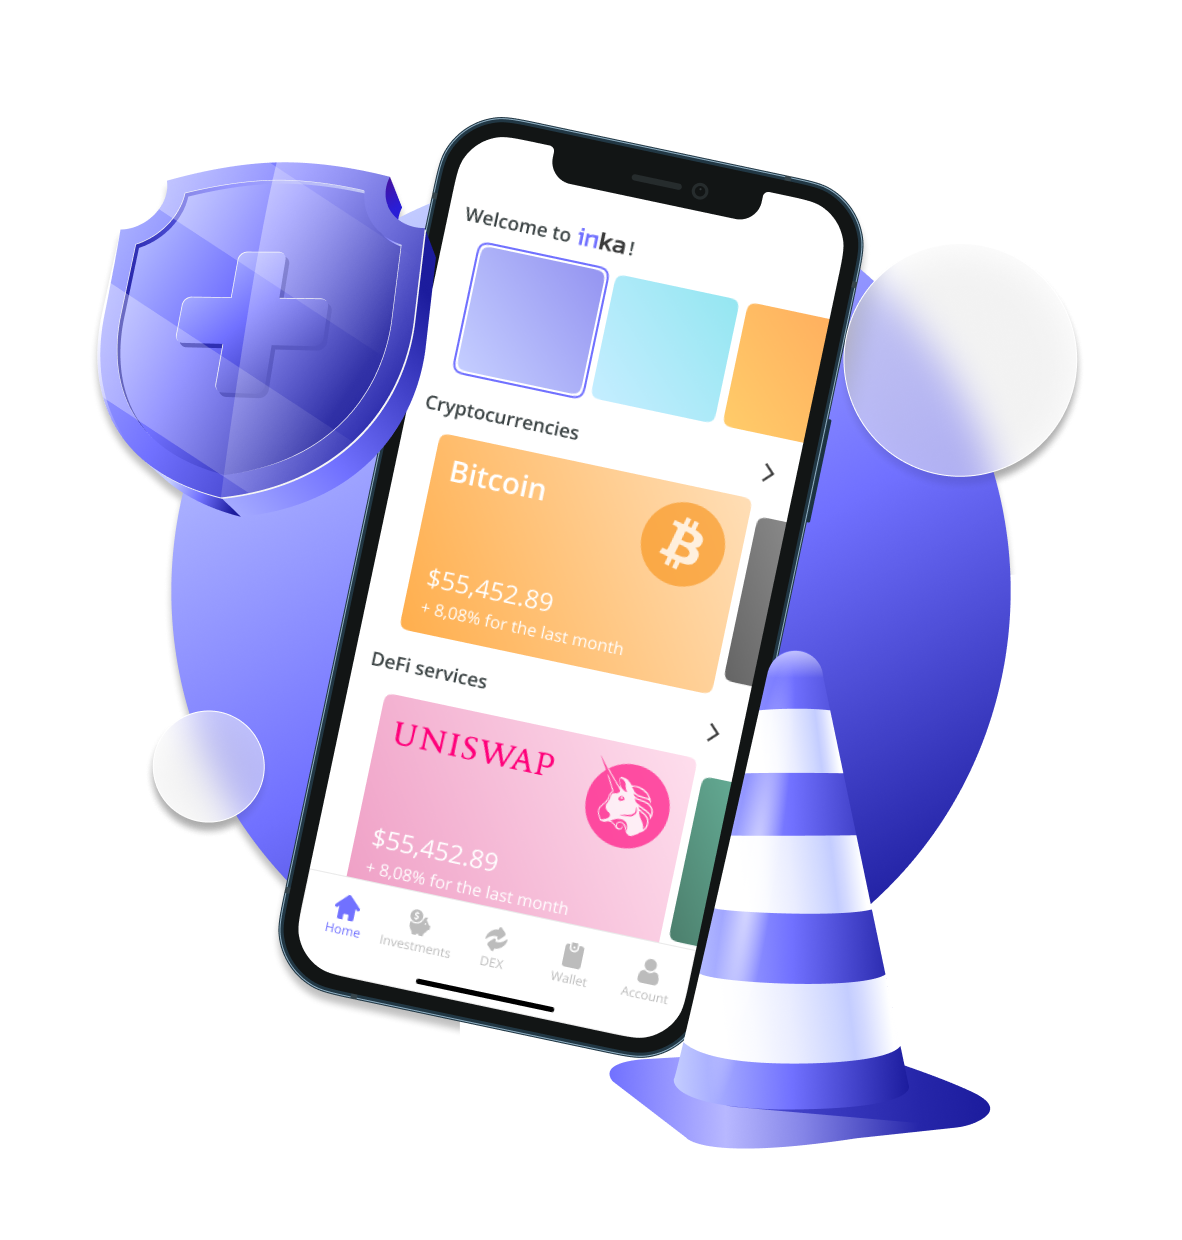 Welcome to inka!
Cryptocurrencies
Bitcoin
$55,452.89
+ 8,08% for the last month
DeFi services
UNISWAP
$55,452.89
+ 8,08% for the last month
Home
Investments
DEX
Wallet
Account